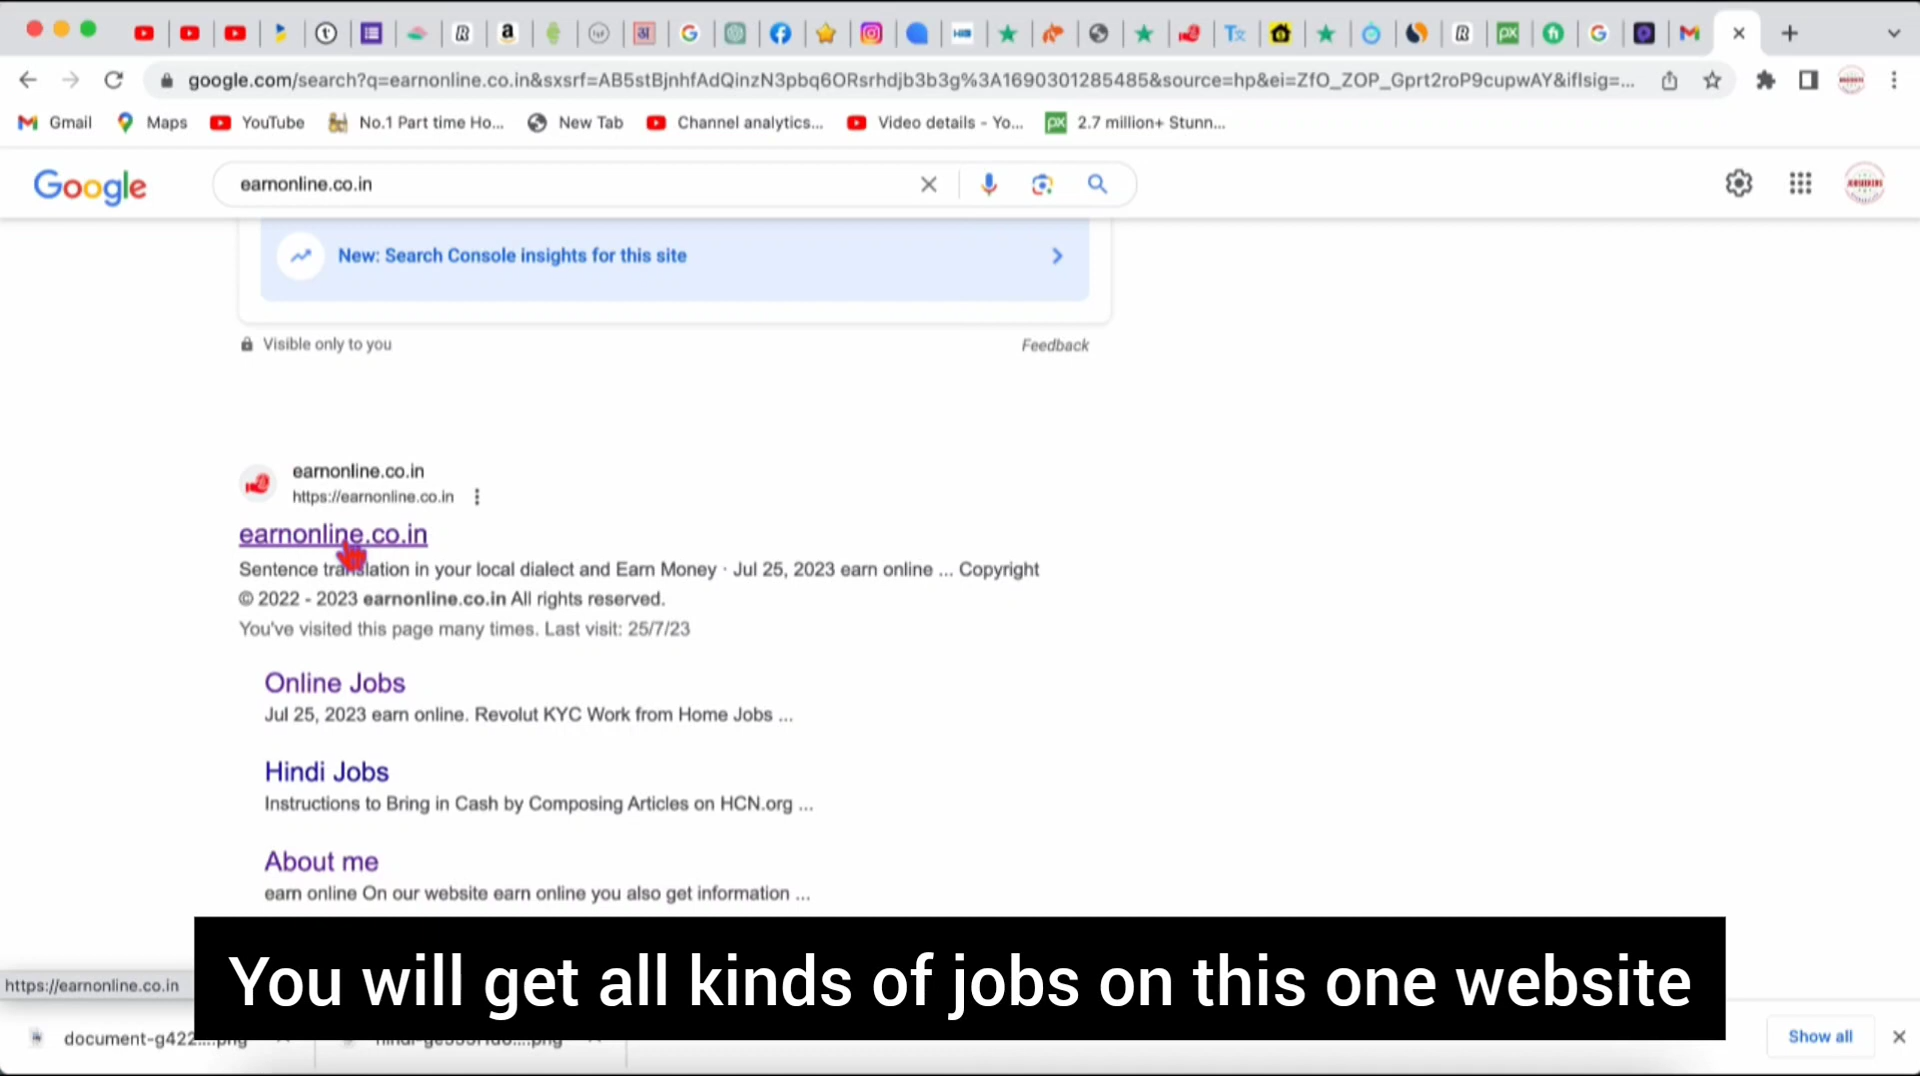 google.com/search?q=earnonline.co.in&sxsrf=AB5stBjnhfAdQinzN3pbq6ORsrhdjb3b3g%3A1690301285485&source=hp&ei=ZfO_ZOP_Gprt2roP9cupwAY&iflsig=...
Gmail Maps YouTube No.1 Part time Ho... New Tab Channel analytics... Video details - Yo... 2.7 million+ Stunn...
Google earnonline.co.in
New: Search Console insights for this site
Visible only to you Feedback
earnonline.co.in
https://earnonline.co.in
earnonline.co.in
Sentence translation in your local dialect and Earn Money · Jul 25, 2023 earn online ... Copyright
© 2022 - 2023 earnonline.co.in All rights reserved.
You've visited this page many times. Last visit: 25/7/23
Online Jobs
Jul 25, 2023 earn online. Revolut KYC Work from Home Jobs ...
Hindi Jobs
Instructions to Bring in Cash by Composing Articles on HCN.org ...
About me
earn online On our website earn online you also get information ...
You will get all kinds of jobs on this one website
https://earnonline.co.in
document-g422....png
Show all